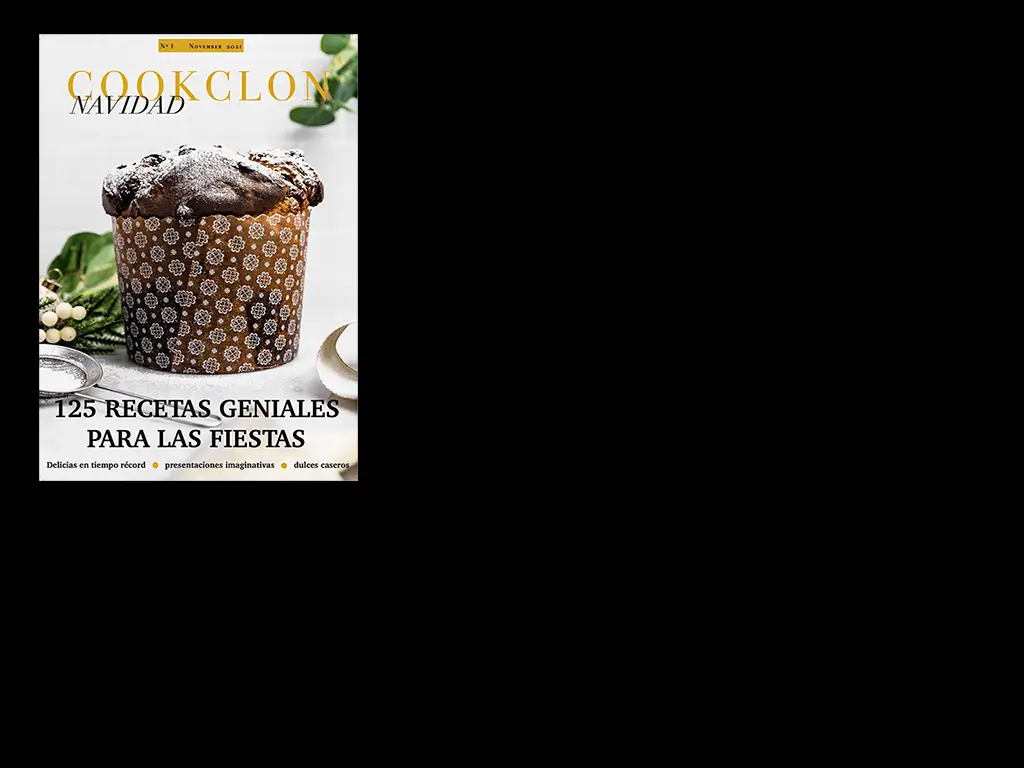 Nº 1 November 2021
COOKCLON
NAVIDAD
125 RECETAS GENIALES
PARA LAS FIESTAS
Delicias en tiempo récord presentaciones imaginativas dulces caseros